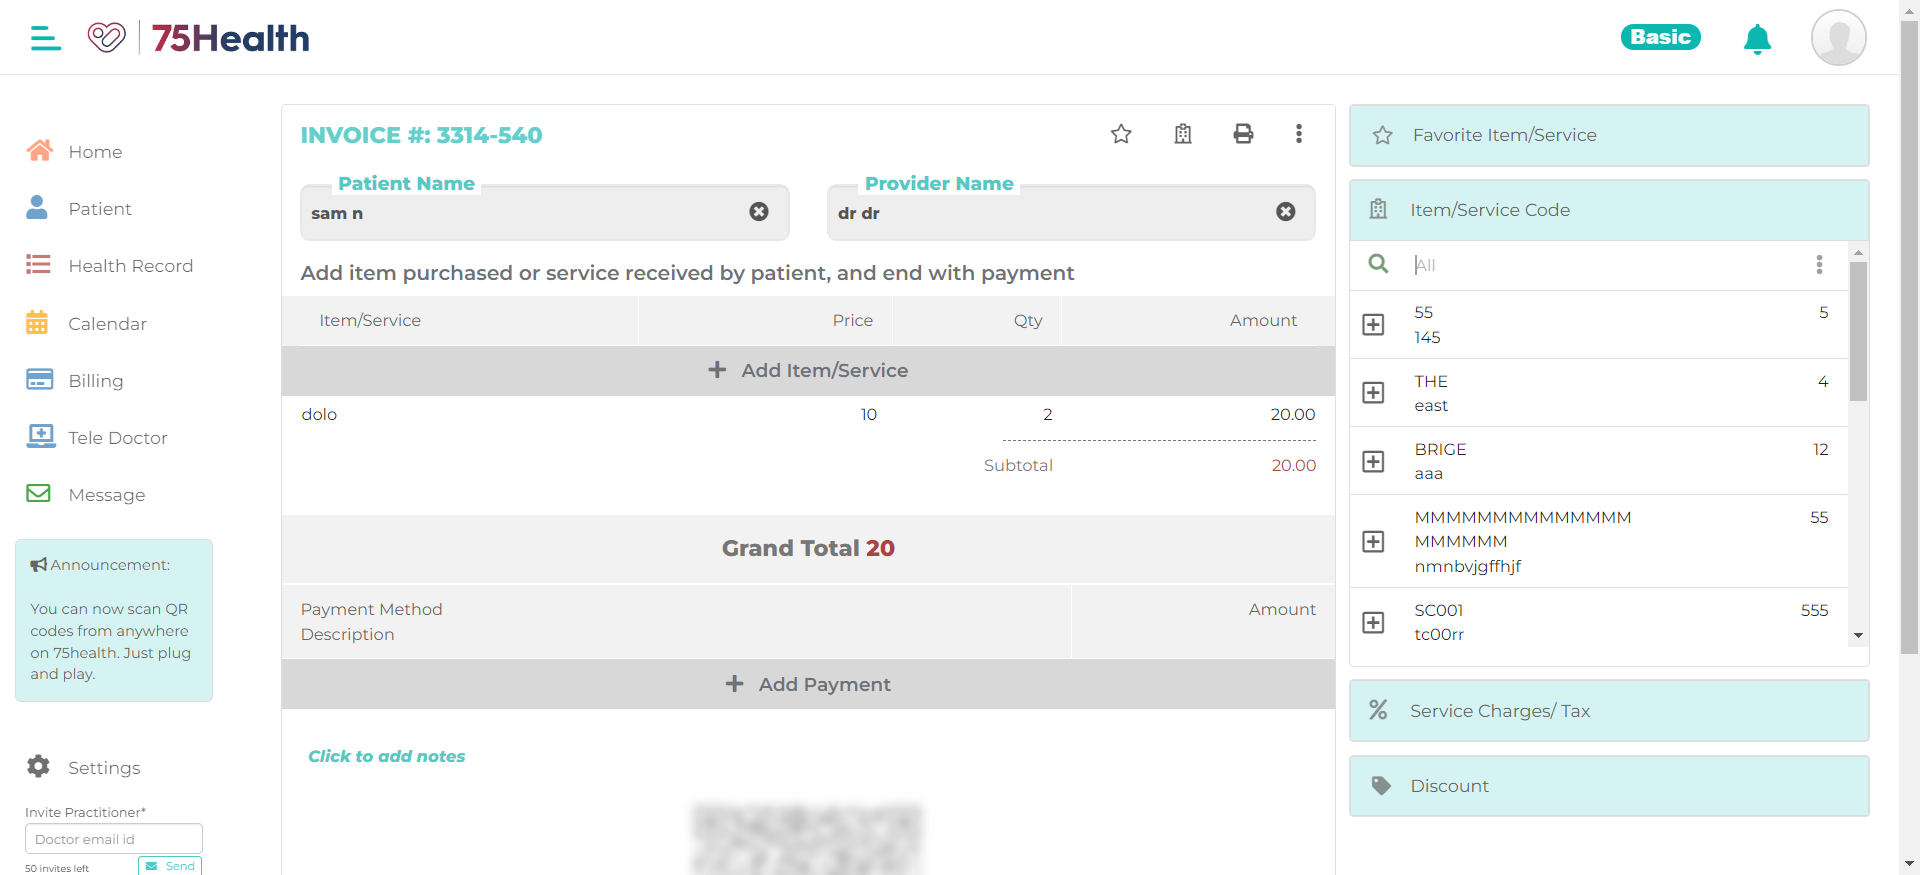 75Health
Basic
Home
Patient
Health Record
Calendar
Billing
Tele Doctor
Message
Announcement:
You can now scan QR
codes from anywhere
on 75health. Just plug
and play.
Settings
Invite Practitioner*
Doctor email id
50 invites left
Send
INVOICE #: 3314-540
Patient Name
sam n
Provider Name
dr dr
Add item purchased or service received by patient, and end with payment
Item/Service Price Qty Amount
+ Add Item/Service
dolo 10 2 20.00
Subtotal 20.00
Grand Total 20
Payment Method Amount
Description
+ Add Payment
Click to add notes
Favorite Item/Service
Item/Service Code
All
55 5
145
THE 4
east
BRIGE 12
aaa
MMMMMMMMMMMMMM 55
MMMMMM
nmnbvjgffhjf
SC001 555
tc00rr
% Service Charges/ Tax
Discount